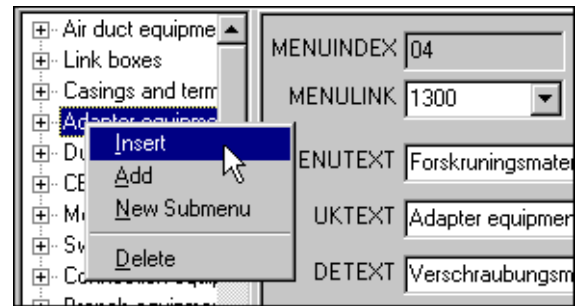 Air duct equipme
Link boxes
Casings and term
Adapter equipme
Insert
Add
New Submenu
Delete
MENUINDEX 04
MENULINK 1300
ENUTEXT Forskruningsmater
UKTEXT Adapter equipmen
DETEXT Verschraubungsm